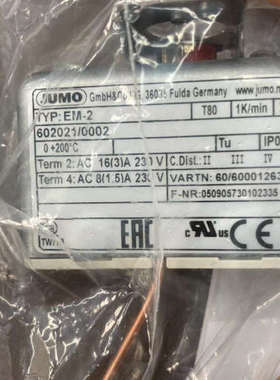 JUMO GmbH&Co. KG, 36035 Fulda Germany www.jumo.n
TYP: EM-2 T80 1K/min
602021/0002
0 +200°C Tu IP0
Term 2: AC 16(3)A 230 V C.Dist.: II III IV
Term 4: AC 8(1.5)A 230 V VARTN: 60/6000126
F-NR: 050905730102335
TW
EAC c RU us CE